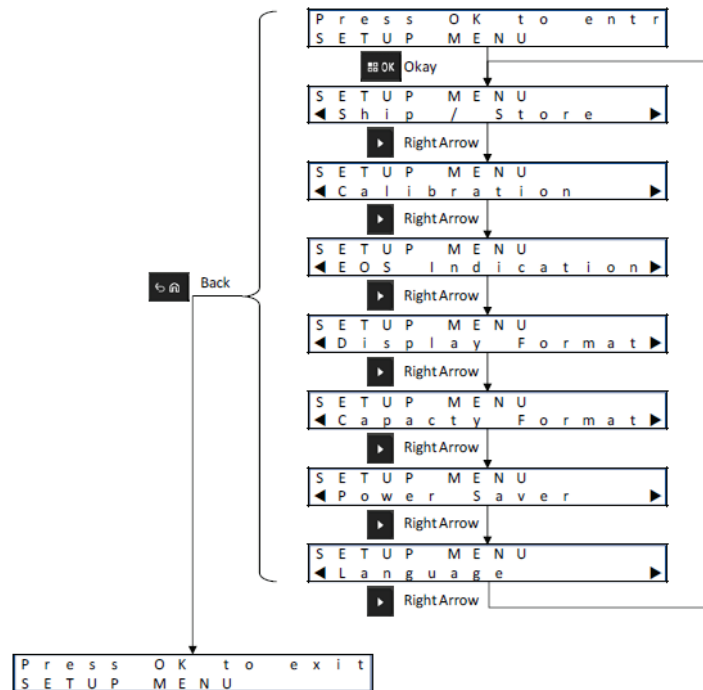 Press OK to entr
SETUP MENU
OK Okay
SETUP MENU
Ship / Store
Right Arrow
SETUP MENU
Calibration
Right Arrow
SETUP MENU
EOS Indication
Right Arrow
Back
SETUP MENU
Display Format
Right Arrow
SETUP MENU
Capacty Format
Right Arrow
SETUP MENU
Power Saver
Right Arrow
SETUP MENU
Language
Right Arrow
Press OK to exit
SETUP MENU